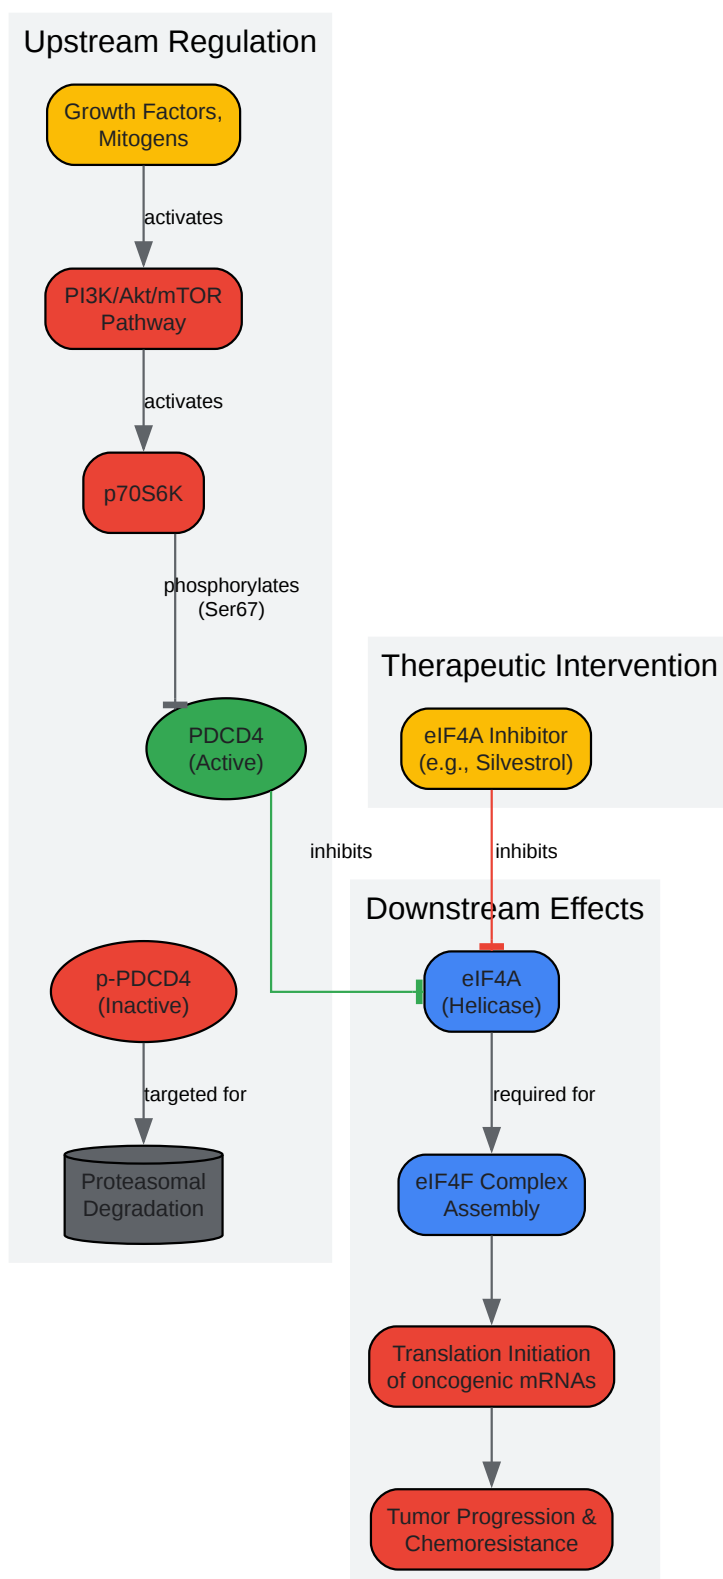 Upstream Regulation
Growth Factors,
Mitogens
activates
PI3K/Akt/mTOR
Pathway
activates
p70S6K
phosphorylates
(Ser67)
Therapeutic Intervention
PDCD4
(Active)
eIF4A Inhibitor
(e.g., Silvestrol)
inhibits
inhibits
Downstream Effects
p-PDCD4
(Inactive)
eIF4A
(Helicase)
targeted for
required for
Proteasomal
Degradation
eIF4F Complex
Assembly
Translation Initiation
of oncogenic mRNAs
Tumor Progression &
Chemoresistance